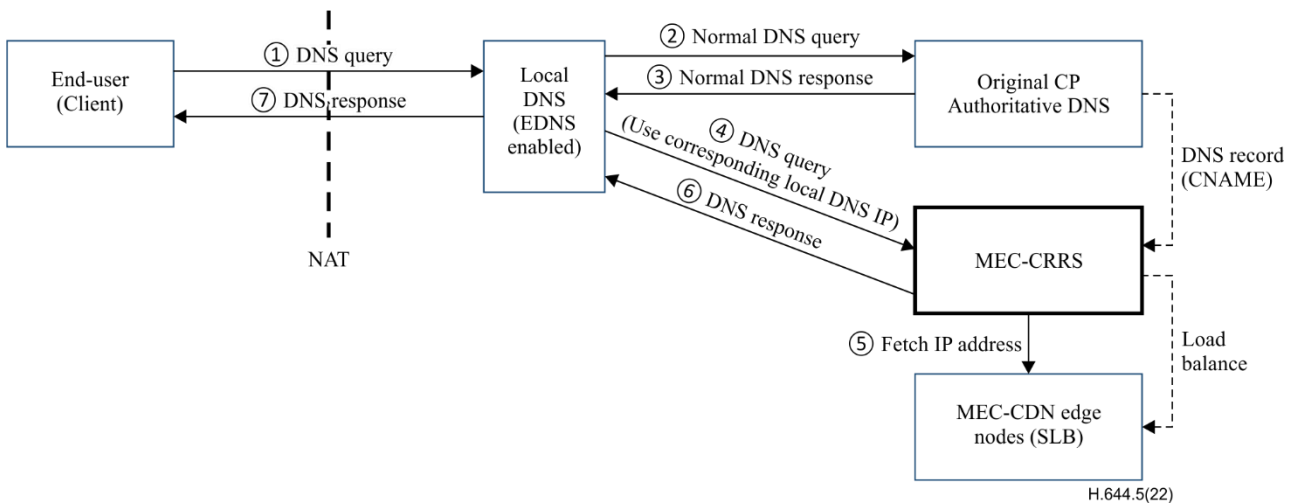 ① DNS query
② Normal DNS query
End-user
(Client)
Local
DNS
(EDNS
enabled)
③ Normal DNS response
Original CP
Authoritative DNS
⑦ DNS response
④ DNS query
(Use corresponding local DNS IP)
DNS record
(CNAME)
⑥ DNS response
NAT
MEC-CRRS
⑤ Fetch IP address
Load
balance
MEC-CDN edge
nodes (SLB)
H.644.5(22)